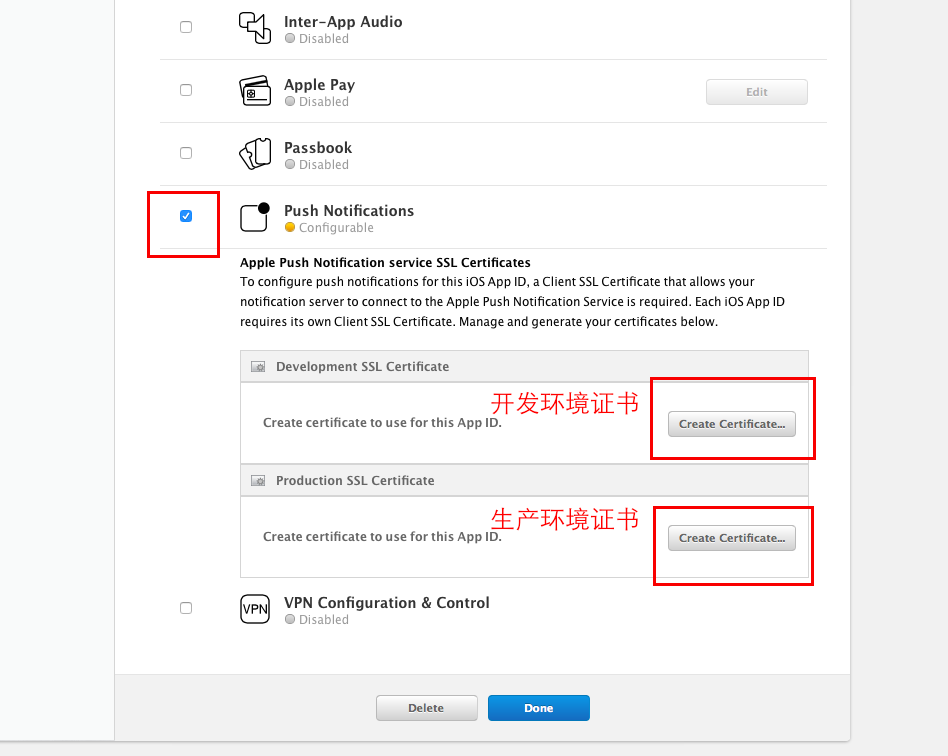 Inter-App Audio
Disabled
Apple Pay
Disabled
Edit
Passbook
Disabled
Push Notifications
Configurable
Apple Push Notification service SSL Certificates
To configure push notifications for this iOS App ID, a Client SSL Certificate that allows your
notification server to connect to the Apple Push Notification Service is required. Each iOS App ID
requires its own Client SSL Certificate. Manage and generate your certificates below.
Development SSL Certificate
开发环境证书
Create certificate to use for this App ID.
Create Certificate...
Production SSL Certificate
生产环境证书
Create certificate to use for this App ID.
Create Certificate...
VPN
VPN Configuration & Control
Disabled
Delete
Done